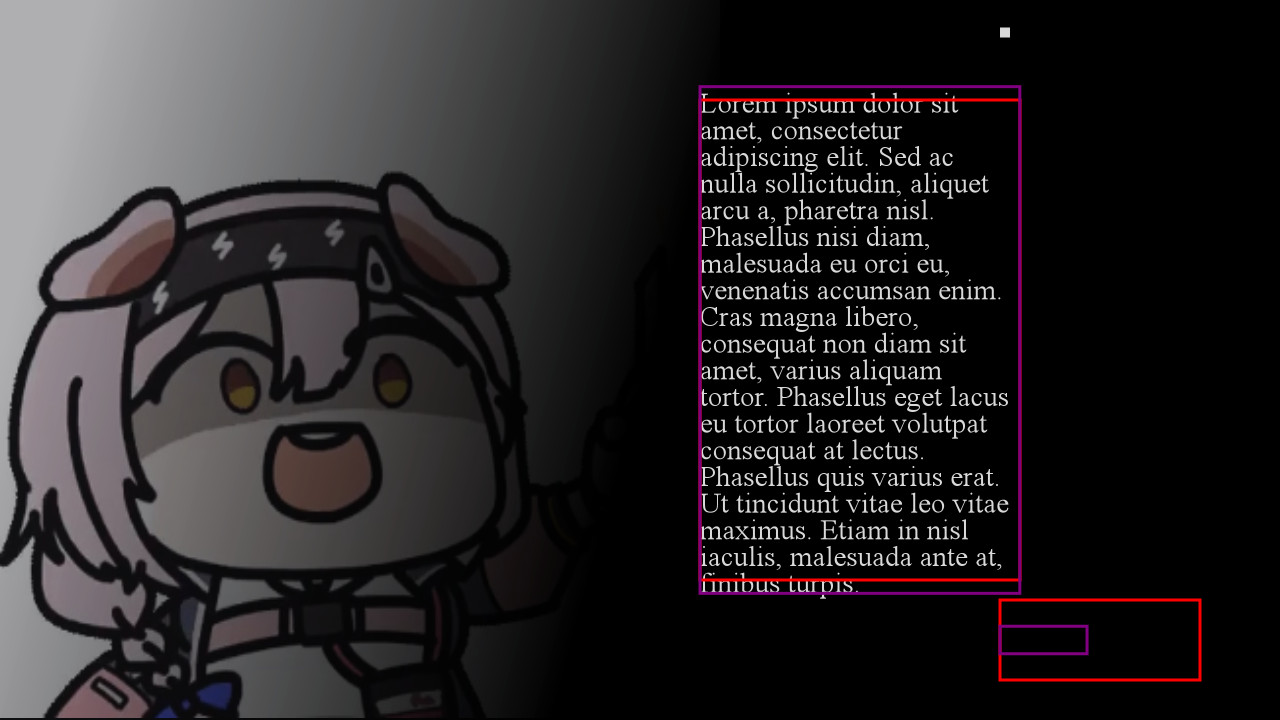 Lorem ipsum dolor sit
amet, consectetur
adipiscing elit. Sed ac
nulla sollicitudin, aliquet
arcu a, pharetra nisl.
Phasellus nisi diam,
malesuada eu orci eu,
venenatis accumsan enim.
Cras magna libero,
consequat non diam sit
amet, varius aliquam
tortor. Phasellus eget lacus
eu tortor laoreet volutpat
consequat at lectus.
Phasellus quis varius erat.
Ut tincidunt vitae leo vitae
maximus. Etiam in nisl
iaculis, malesuada ante at,
finibus turpis.